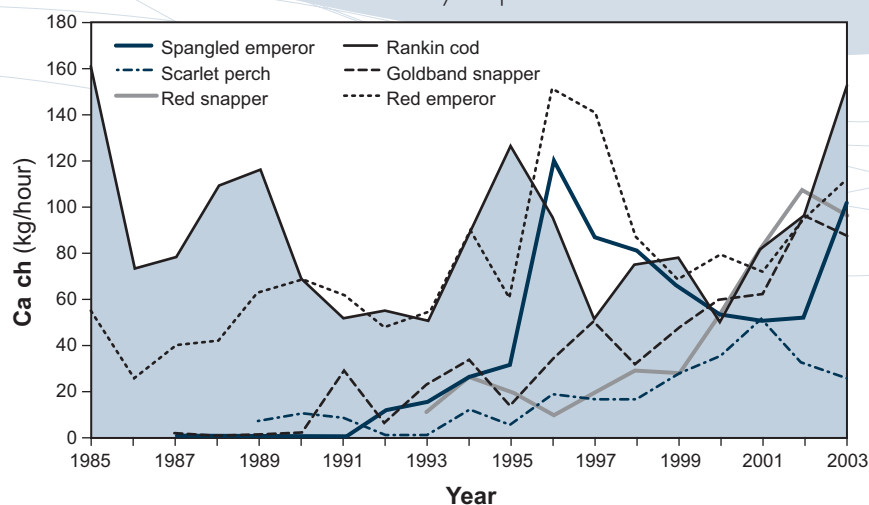 180
160
140
120
100
80
60
40
20
0
Ca ch (kg/hour)
Spangled emperor
Scarlet perch
Red snapper
Rankin cod
Goldband snapper
Red emperor
1985 1987 1989 1991 1993 1995 1997 1999 2001 2003
Year